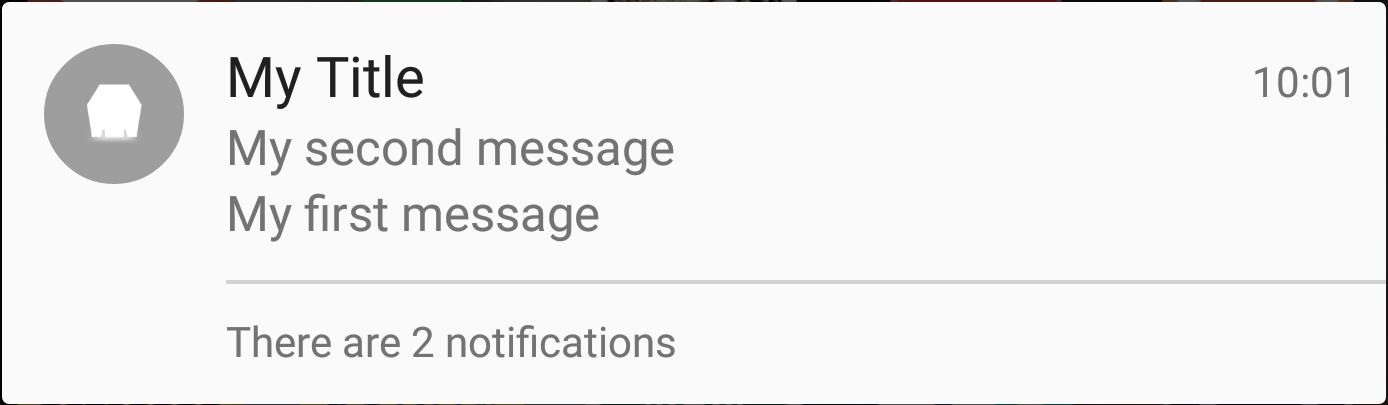 My Title
10:01
My second message
My first message
There are 2 notifications